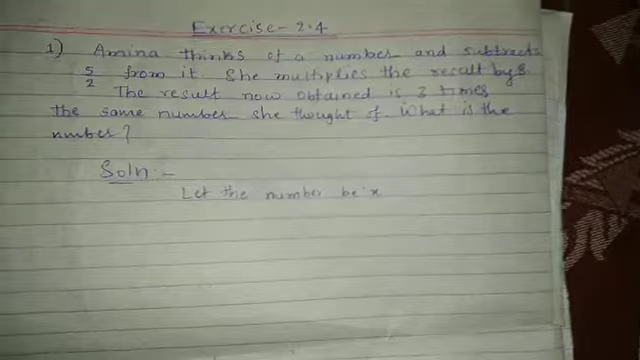 Exercise-2.4
1) Amina thinks of a number and subtracts
5/2 from it She multiplies the result by 8.
The result now obtained is 3 times
the same number she thought of. What is the
number?
Soln:-
Let the number be x